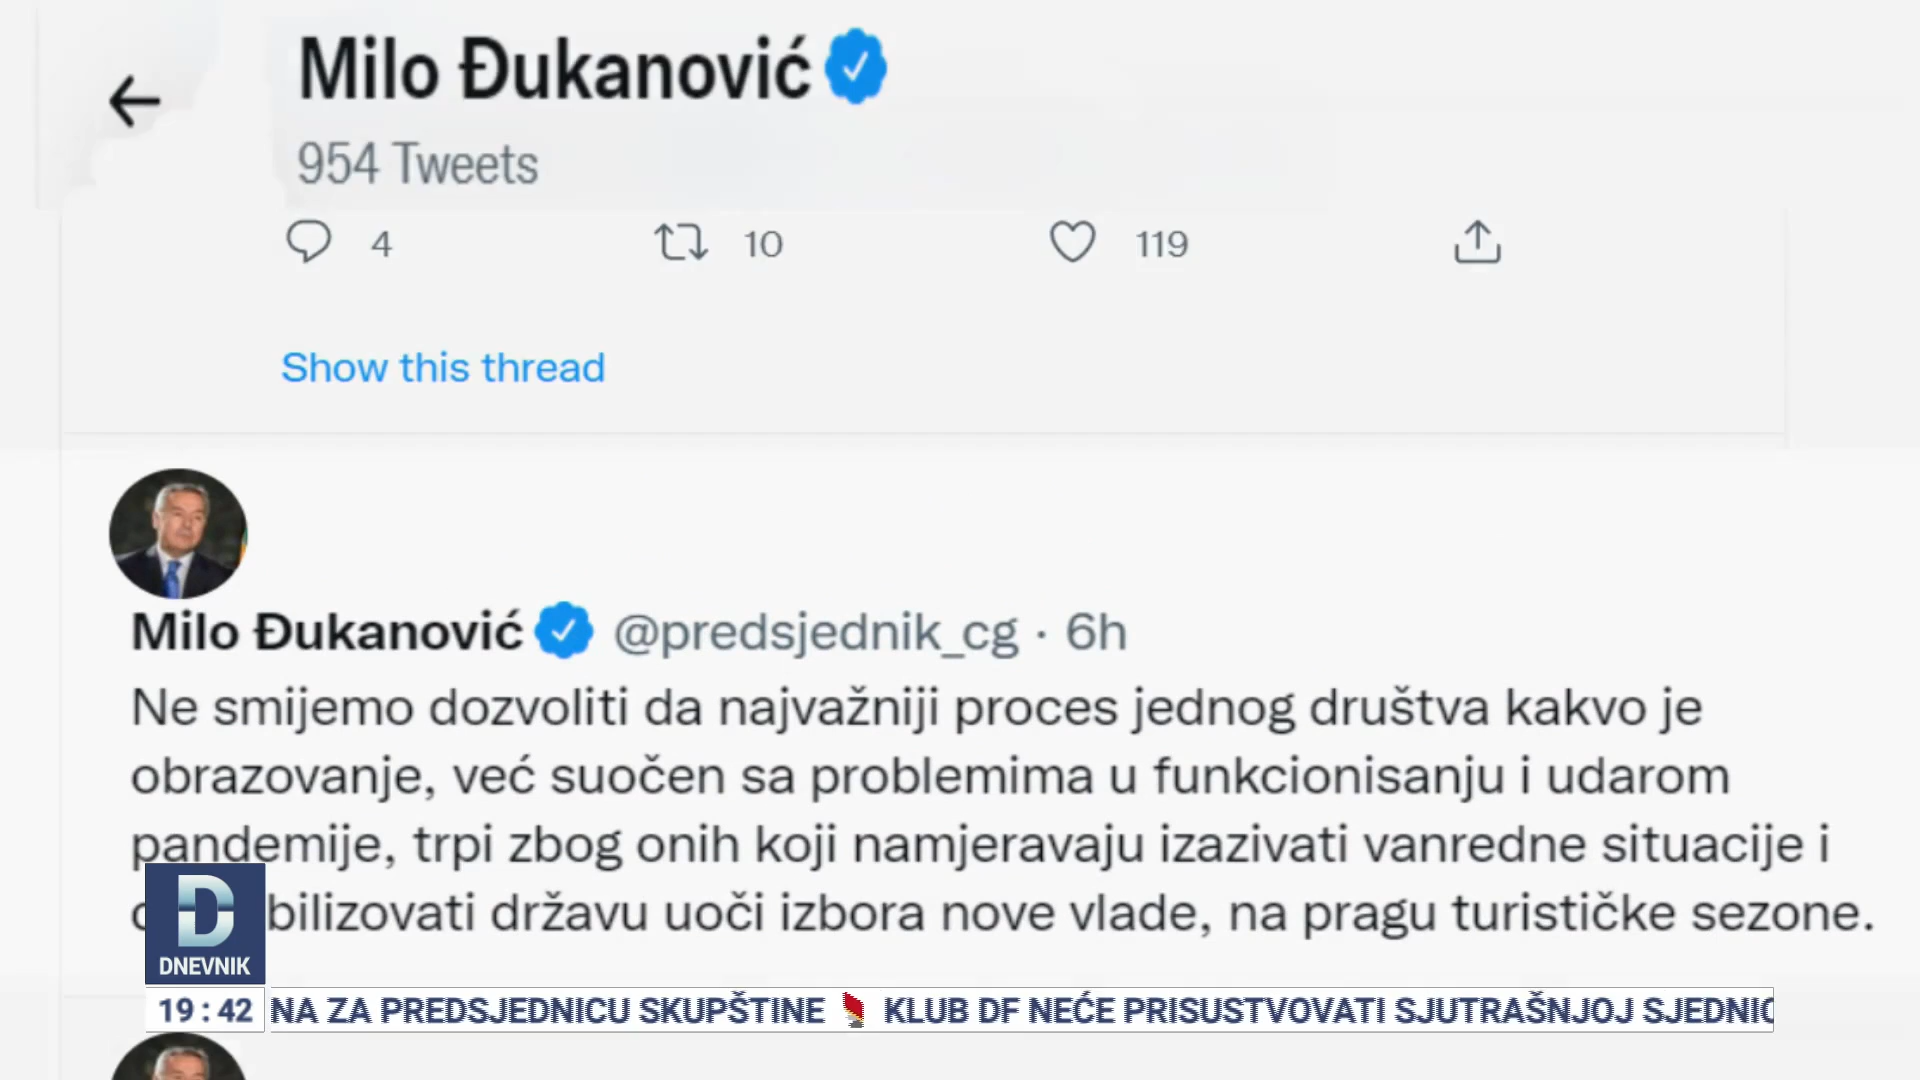 Milo Đukanović
954 Tweets
4 10 119
Show this thread
Milo Đukanović @predsjednik_cg · 6h
Ne smijemo dozvoliti da najvažniji proces jednog društva kakvo je
obrazovanje, već suočen sa problemima u funkcionisanju i udarom
pandemije, trpi zbog onih koji namjeravaju izazivati vanredne situacije i
bilizovati državu uoči izbora nove vlade, na pragu turističke sezone.
D
DNEVNIK
19:42 NA ZA PREDSJEDNICU SKUPŠTINE KLUB DF NEĆE PRISUSTVOVATI SJUTRAŠNJOJ SJEDNIC